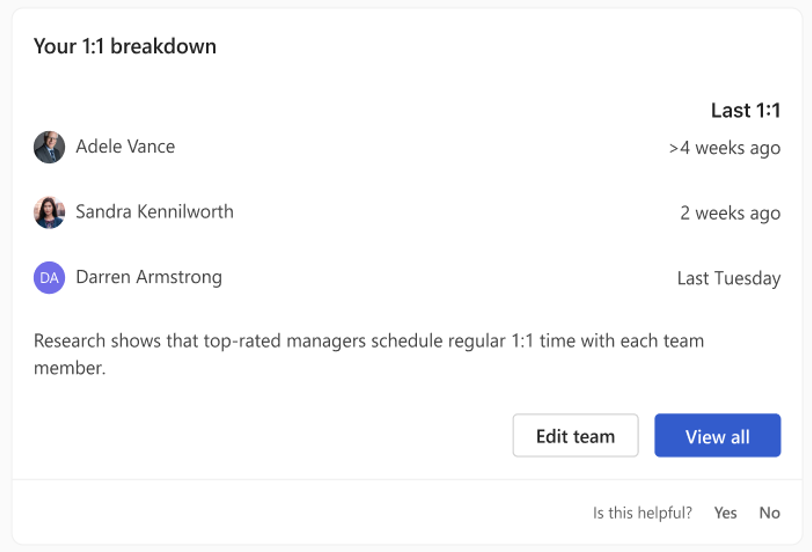 Your 1:1 breakdown
Last 1:1
Adele Vance >4 weeks ago
Sandra Kennilworth 2 weeks ago
DA Darren Armstrong Last Tuesday
Research shows that top-rated managers schedule regular 1:1 time with each team
member.
Edit team View all
Is this helpful? Yes No